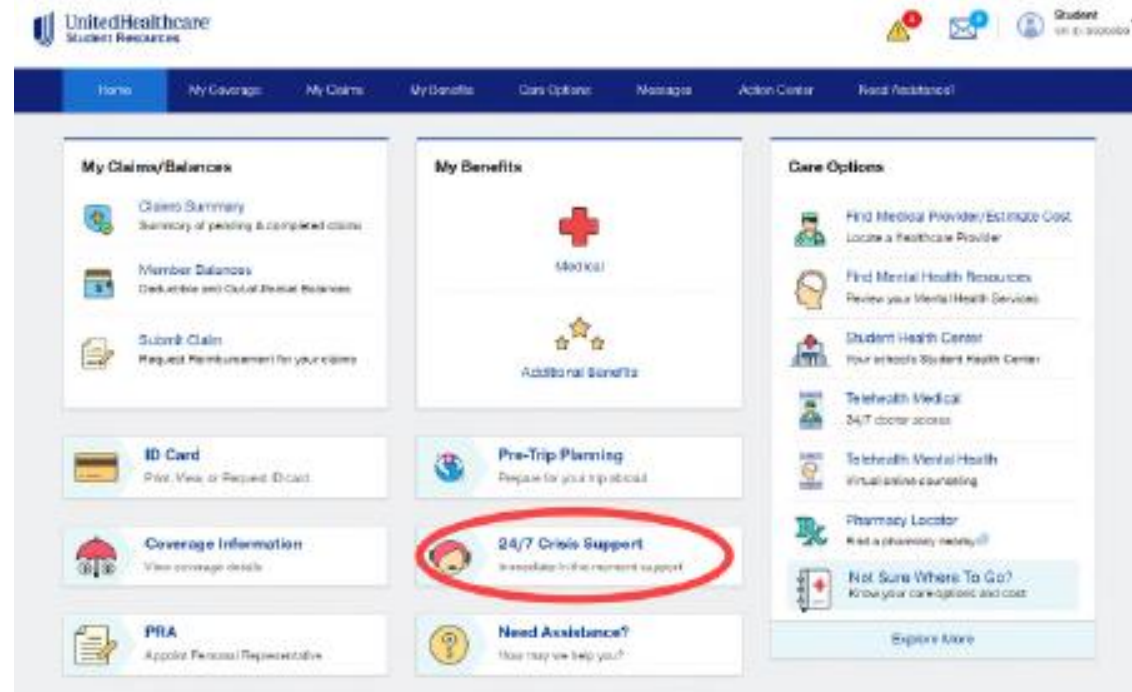 UnitedHealthcare
Student Resources
Student
Home My Coverage My Claims My Benefits Care Options Messages Action Center Need Assistance?
My Claims/Balances
Claims Summary
Summary of pending & completed claims
Member Balances
Deductible and Out of Pocket Balances
Submit Claim
Request Reimbursement for your claims
My Benefits
Medical
Additional Benefits
Care Options
Find Medical Provider/Estimate Cost
Locate a Healthcare Provider
Find Mental Health Resources
Review your Mental Health Services
Student Health Center
Your school's Student Health Center
Telehealth Medical
24/7 doctor access
Telehealth Mental Health
Virtual online counseling
Pharmacy Locator
Find a pharmacy nearby
Not Sure Where To Go?
Know your care options and cost
Explore More
ID Card
Print, View, or Request ID card
Pre-Trip Planning
Prepare for your trip abroad
Coverage Information
View coverage details
24/7 Crisis Support
Immediate in the moment support
PRA
Appoint Personal Representative
Need Assistance?
How may we help you?